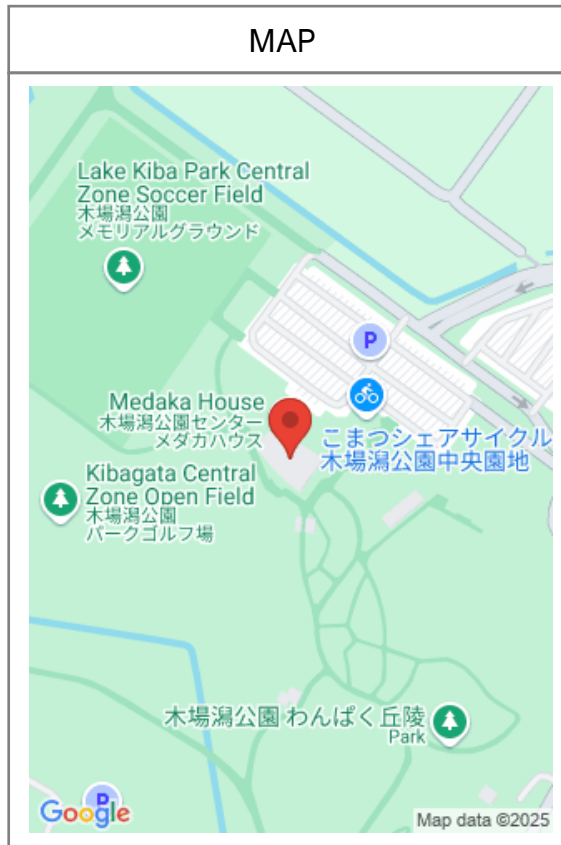 MAP
Lake Kiba Park Central
Zone Soccer Field
木場潟公園
メモリアルグラウンド
P
Medaka House
木場潟公園センター
メダカハウス
こまつシェアサイクル
木場潟公園中央園地
Kibagata Central
Zone Open Field
木場潟公園
パークゴルフ場
木場潟公園 わんぱく丘陵
Park
P
Google
Map data ©2025